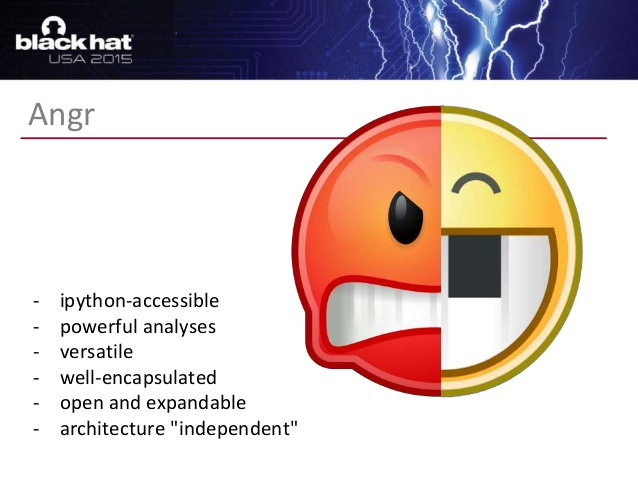 black hat
USA 2015
Angr
- ipython-accessible
- powerful analyses
- versatile
- well-encapsulated
- open and expandable
- architecture "independent"